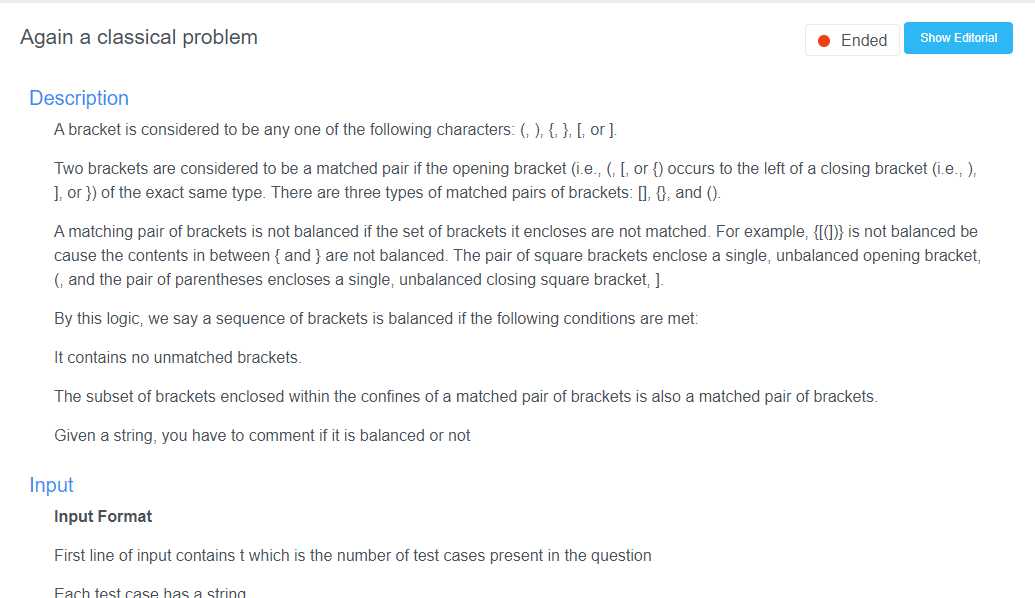 Again a classical problem
Ended
Show Editorial
Description
A bracket is considered to be any one of the following characters: (, ), {, }, [, or ].
Two brackets are considered to be a matched pair if the opening bracket (i.e., (, [, or {) occurs to the left of a closing bracket (i.e., ),
], or }) of the exact same type. There are three types of matched pairs of brackets: [], {}, and ().
A matching pair of brackets is not balanced if the set of brackets it encloses are not matched. For example, {[(])} is not balanced be
cause the contents in between { and } are not balanced. The pair of square brackets enclose a single, unbalanced opening bracket,
(, and the pair of parentheses encloses a single, unbalanced closing square bracket, ].
By this logic, we say a sequence of brackets is balanced if the following conditions are met:
It contains no unmatched brackets.
The subset of brackets enclosed within the confines of a matched pair of brackets is also a matched pair of brackets.
Given a string, you have to comment if it is balanced or not
Input
Input Format
First line of input contains t which is the number of test cases present in the question
Each test case has a string